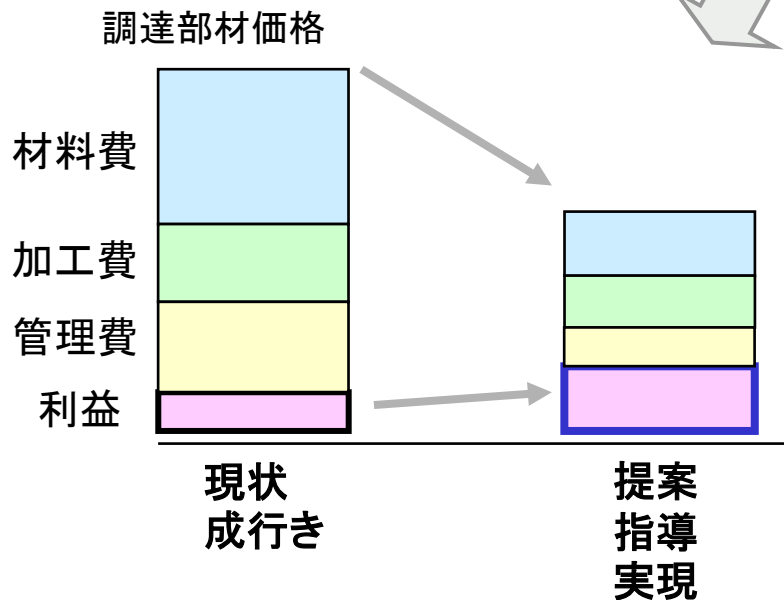 調達部材価格
材料費
加工費
管理費
利益
現状
成行き
提案
指導
実現